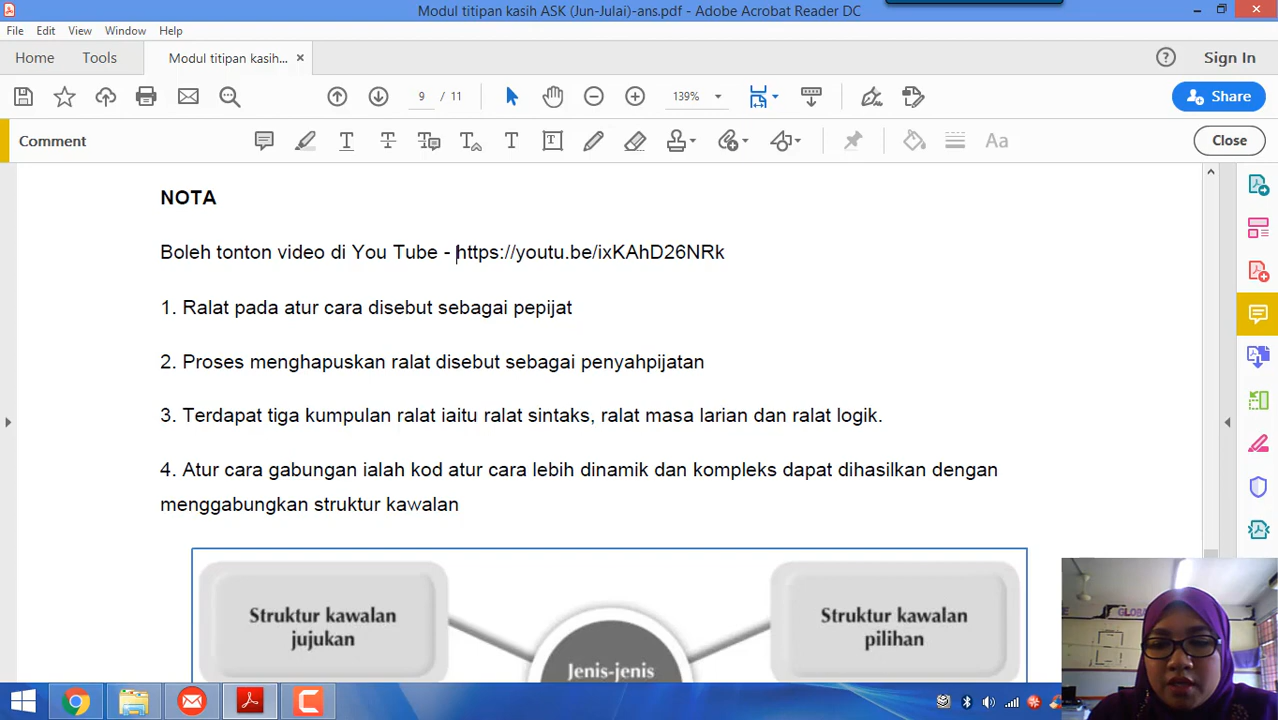 Modul titipan kasih ASK (Jun-Julai)-ans.pdf - Adobe Acrobat Reader DC
File Edit View Window Help
Home Tools Modul titipan kasih... × Sign In
9 / 11 139% Share
Comment Close
NOTA
Boleh tonton video di You Tube - https://youtu.be/ixKAhD26NRk
1. Ralat pada atur cara disebut sebagai pepijat
2. Proses menghapuskan ralat disebut sebagai penyahpijatan
3. Terdapat tiga kumpulan ralat iaitu ralat sintaks, ralat masa larian dan ralat logik.
4. Atur cara gabungan ialah kod atur cara lebih dinamik dan kompleks dapat dihasilkan dengan
menggabungkan struktur kawalan
Struktur kawalan
jujukan
Struktur kawalan
pilihan
Jenis-jenis